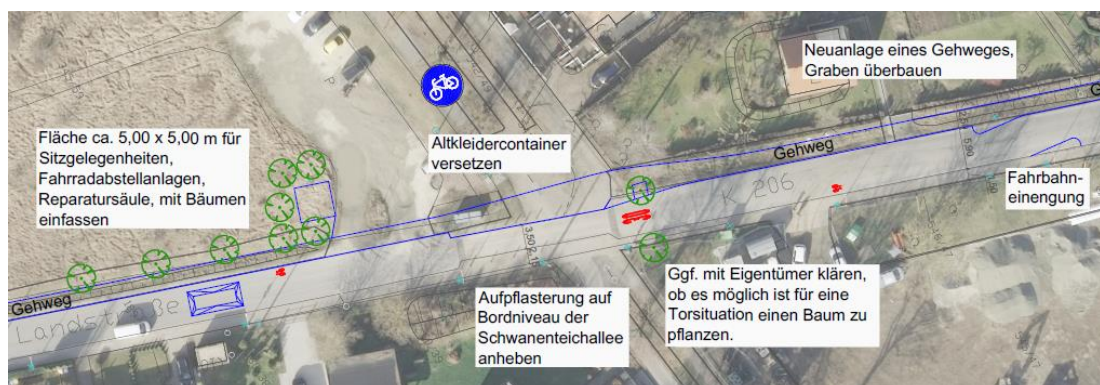 Fläche ca. 5,00 x 5,00 m für
Sitzgelegenheiten,
Fahrradabstellanlagen,
Reparatursäule, mit Bäumen
einfassen
Altkleidercontainer
versetzen
Neuanlage eines Gehweges,
Graben überbauen
Gehweg
K 206
Fahrbahn-
einengung
Gehweg
Landstraße
3,50
Aufpflasterung auf
Bordniveau der
Schwanenteichallee
anheben
Ggf. mit Eigentümer klären,
ob es möglich ist für eine
Torsituation einen Baum zu
pflanzen.